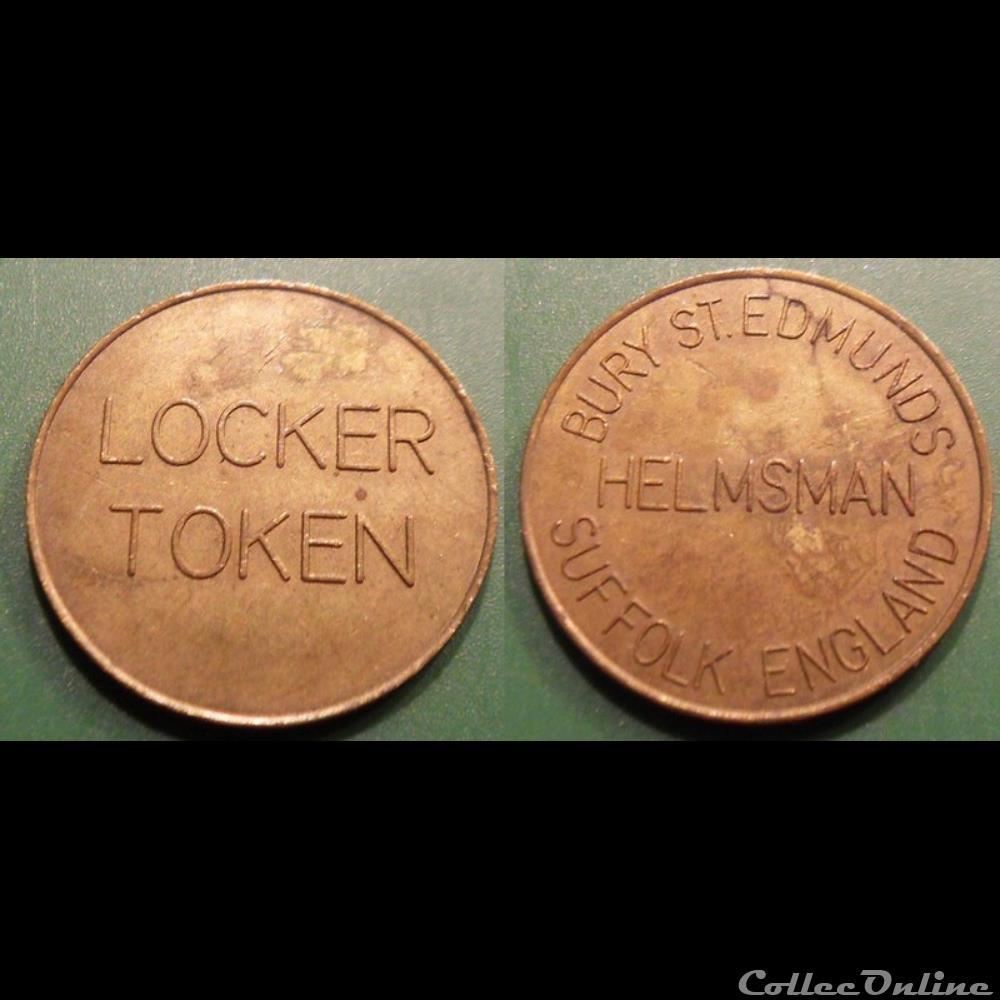 LOCKER
TOKEN
BURY ST. EDMUNDS
HELMSMAN
SUFFOLK ENGLAND
CollecOnline